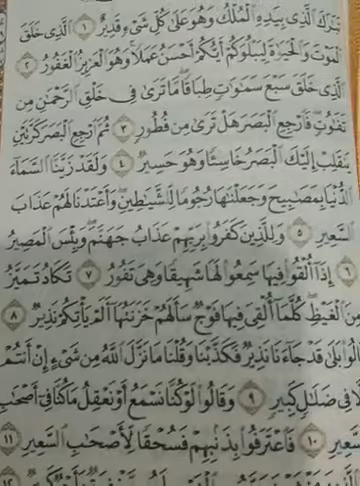 تَبَٰرَكَ ٱلَّذِي بِيَدِهِ ٱلْمُلْكُ وَهُوَ عَلَىٰ كُلِّ شَىْءٍ قَدِيرٌ ١ ٱلَّذِي خَلَقَ
ٱلْمَوْتَ وَٱلْحَيَوٰةَ لِيَبْلُوَكُمْ أَيُّكُمْ أَحْسَنُ عَمَلًا وَهُوَ ٱلْعَزِيزُ ٱلْغَفُورُ ٢
ٱلَّذِي خَلَقَ سَبْعَ سَمَٰوَٰتٍ طِبَاقًا مَّا تَرَىٰ فِي خَلْقِ ٱلرَّحْمَٰنِ مِن
تَفَٰوُتٍ فَٱرْجِعِ ٱلْبَصَرَ هَلْ تَرَىٰ مِن فُطُورٍ ٣ ثُمَّ ٱرْجِعِ ٱلْبَصَرَ كَرَّتَيْنِ
يَنقَلِبْ إِلَيْكَ ٱلْبَصَرُ خَاسِئًا وَهُوَ حَسِيرٌ ٤ وَلَقَدْ زَيَّنَّا ٱلسَّمَآءَ
ٱلدُّنْيَا بِمَصَٰبِيحَ وَجَعَلْنَٰهَا رُجُومًا لِّلشَّيَٰطِينِ وَأَعْتَدْنَا لَهُمْ عَذَابَ
ٱلسَّعِيرِ ٥ وَلِلَّذِينَ كَفَرُوا۟ بِرَبِّهِمْ عَذَابُ جَهَنَّمَ وَبِئْسَ ٱلْمَصِيرُ
٦ إِذَآ أُلْقُوا۟ فِيهَا سَمِعُوا۟ لَهَا شَهِيقًا وَهِىَ تَفُورُ ٧ تَكَادُ تَمَيَّزُ
مِنَ ٱلْغَيْظِ كُلَّمَآ أُلْقِىَ فِيهَا فَوْجٌ سَأَلَهُمْ خَزَنَتُهَآ أَلَمْ يَأْتِكُمْ نَذِيرٌ ٨
قَالُوا۟ بَلَىٰ قَدْ جَآءَنَا نَذِيرٌ فَكَذَّبْنَا وَقُلْنَا مَا نَزَّلَ ٱللَّهُ مِن شَىْءٍ إِنْ أَنتُمْ
إِلَّا فِي ضَلَٰلٍ كَبِيرٍ ٩ وَقَالُوا۟ لَوْ كُنَّا نَسْمَعُ أَوْ نَعْقِلُ مَا كُنَّا فِىٓ أَصْحَٰبِ
ٱلسَّعِيرِ ١٠ فَٱعْتَرَفُوا۟ بِذَنۢبِهِمْ فَسُحْقًا لِّأَصْحَٰبِ ٱلسَّعِيرِ ١١